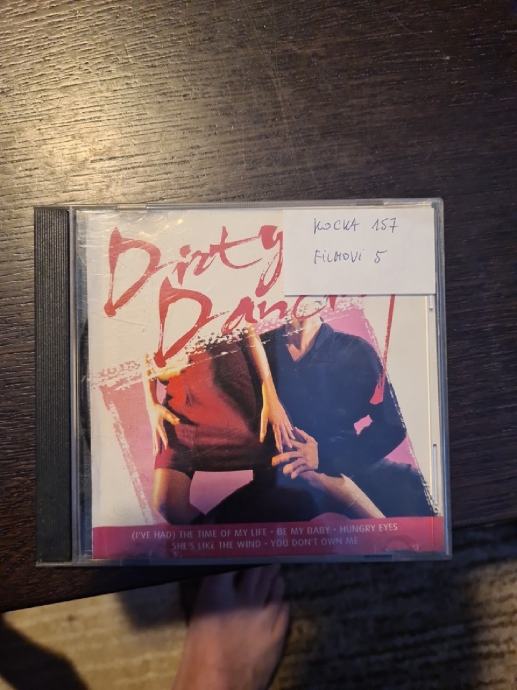 Dirty
KOCKA 157
FILMOVI 5
(I'VE HAD) THE TIME OF MY LIFE • BE MY BABY • HUNGRY EYES
SHE'S LIKE THE WIND • YOU DON'T OWN ME